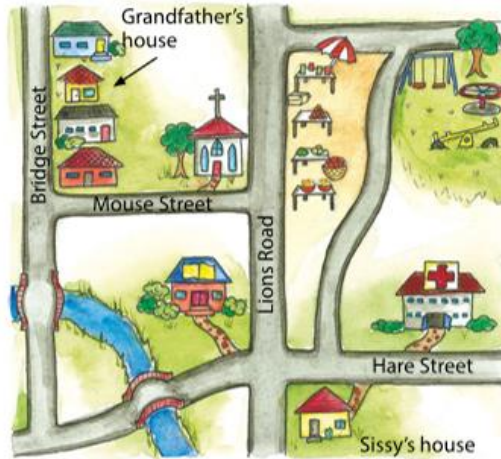 Grandfather's
house
Bridge Street
Mouse Street
Lions Road
Hare Street
Sissy's house